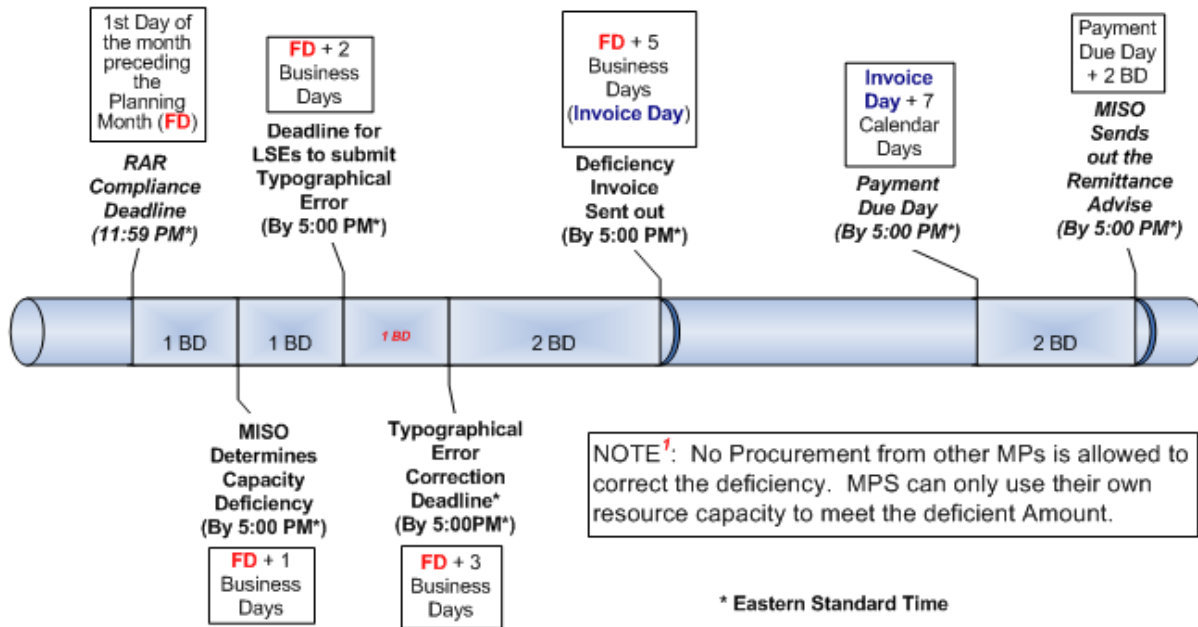 1st Day of
the month
preceding
the
Planning
Month (FD)
RAR
Compliance
Deadline
(11:59 PM*)
FD + 2
Business
Days
Deadline for
LSEs to submit
Typographical
Error
(By 5:00 PM*)
FD + 5
Business
Days
(Invoice Day)
Deficiency
Invoice
Sent out
(By 5:00 PM*)
Invoice
Day + 7
Calendar
Days
Payment
Due Day
(By 5:00 PM*)
Payment
Due Day
+ 2 BD
MISO
Sends
out the
Remittance
Advise
(By 5:00 PM*)
1 BD
1 BD
1 BD
2 BD
2 BD
MISO
Determines
Capacity
Deficiency
(By 5:00 PM*)
FD + 1
Business
Days
Typographical
Error
Correction
Deadline*
(By 5:00PM*)
FD + 3
Business
Days
NOTE1: No Procurement from other MPs is allowed to
correct the deficiency. MPS can only use their own
resource capacity to meet the deficient Amount.
* Eastern Standard Time